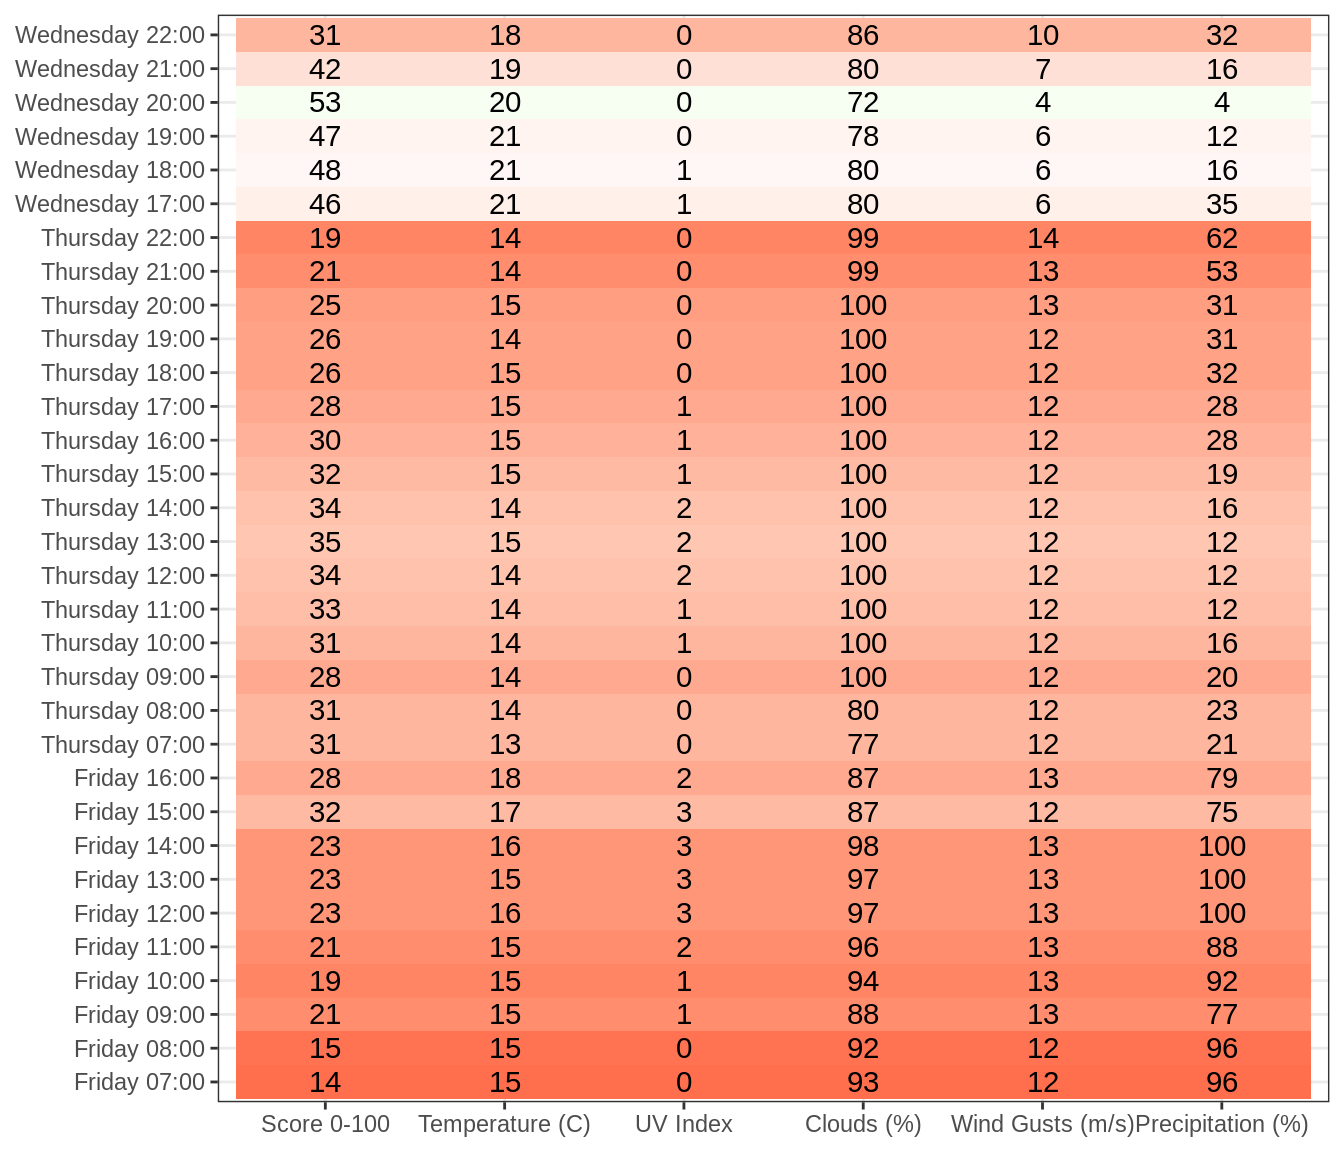 Wednesday 22:00 31 18 0 86 10 32
Wednesday 21:00 42 19 0 80 7 16
Wednesday 20:00 53 20 0 72 4 4
Wednesday 19:00 47 21 0 78 6 12
Wednesday 18:00 48 21 1 80 6 16
Wednesday 17:00 46 21 1 80 6 35
Thursday 22:00 19 14 0 99 14 62
Thursday 21:00 21 14 0 99 13 53
Thursday 20:00 25 15 0 100 13 31
Thursday 19:00 26 14 0 100 12 31
Thursday 18:00 26 15 0 100 12 32
Thursday 17:00 28 15 1 100 12 28
Thursday 16:00 30 15 1 100 12 28
Thursday 15:00 32 15 1 100 12 19
Thursday 14:00 34 14 2 100 12 16
Thursday 13:00 35 15 2 100 12 12
Thursday 12:00 34 14 2 100 12 12
Thursday 11:00 33 14 1 100 12 12
Thursday 10:00 31 14 1 100 12 16
Thursday 09:00 28 14 0 100 12 20
Thursday 08:00 31 14 0 80 12 23
Thursday 07:00 31 13 0 77 12 21
Friday 16:00 28 18 2 87 13 79
Friday 15:00 32 17 3 87 12 75
Friday 14:00 23 16 3 98 13 100
Friday 13:00 23 15 3 97 13 100
Friday 12:00 23 16 3 97 13 100
Friday 11:00 21 15 2 96 13 88
Friday 10:00 19 15 1 94 13 92
Friday 09:00 21 15 1 88 13 77
Friday 08:00 15 15 0 92 12 96
Friday 07:00 14 15 0 93 12 96
Score 0-100 Temperature (C) UV Index Clouds (%) Wind Gusts (m/s) Precipitation (%)